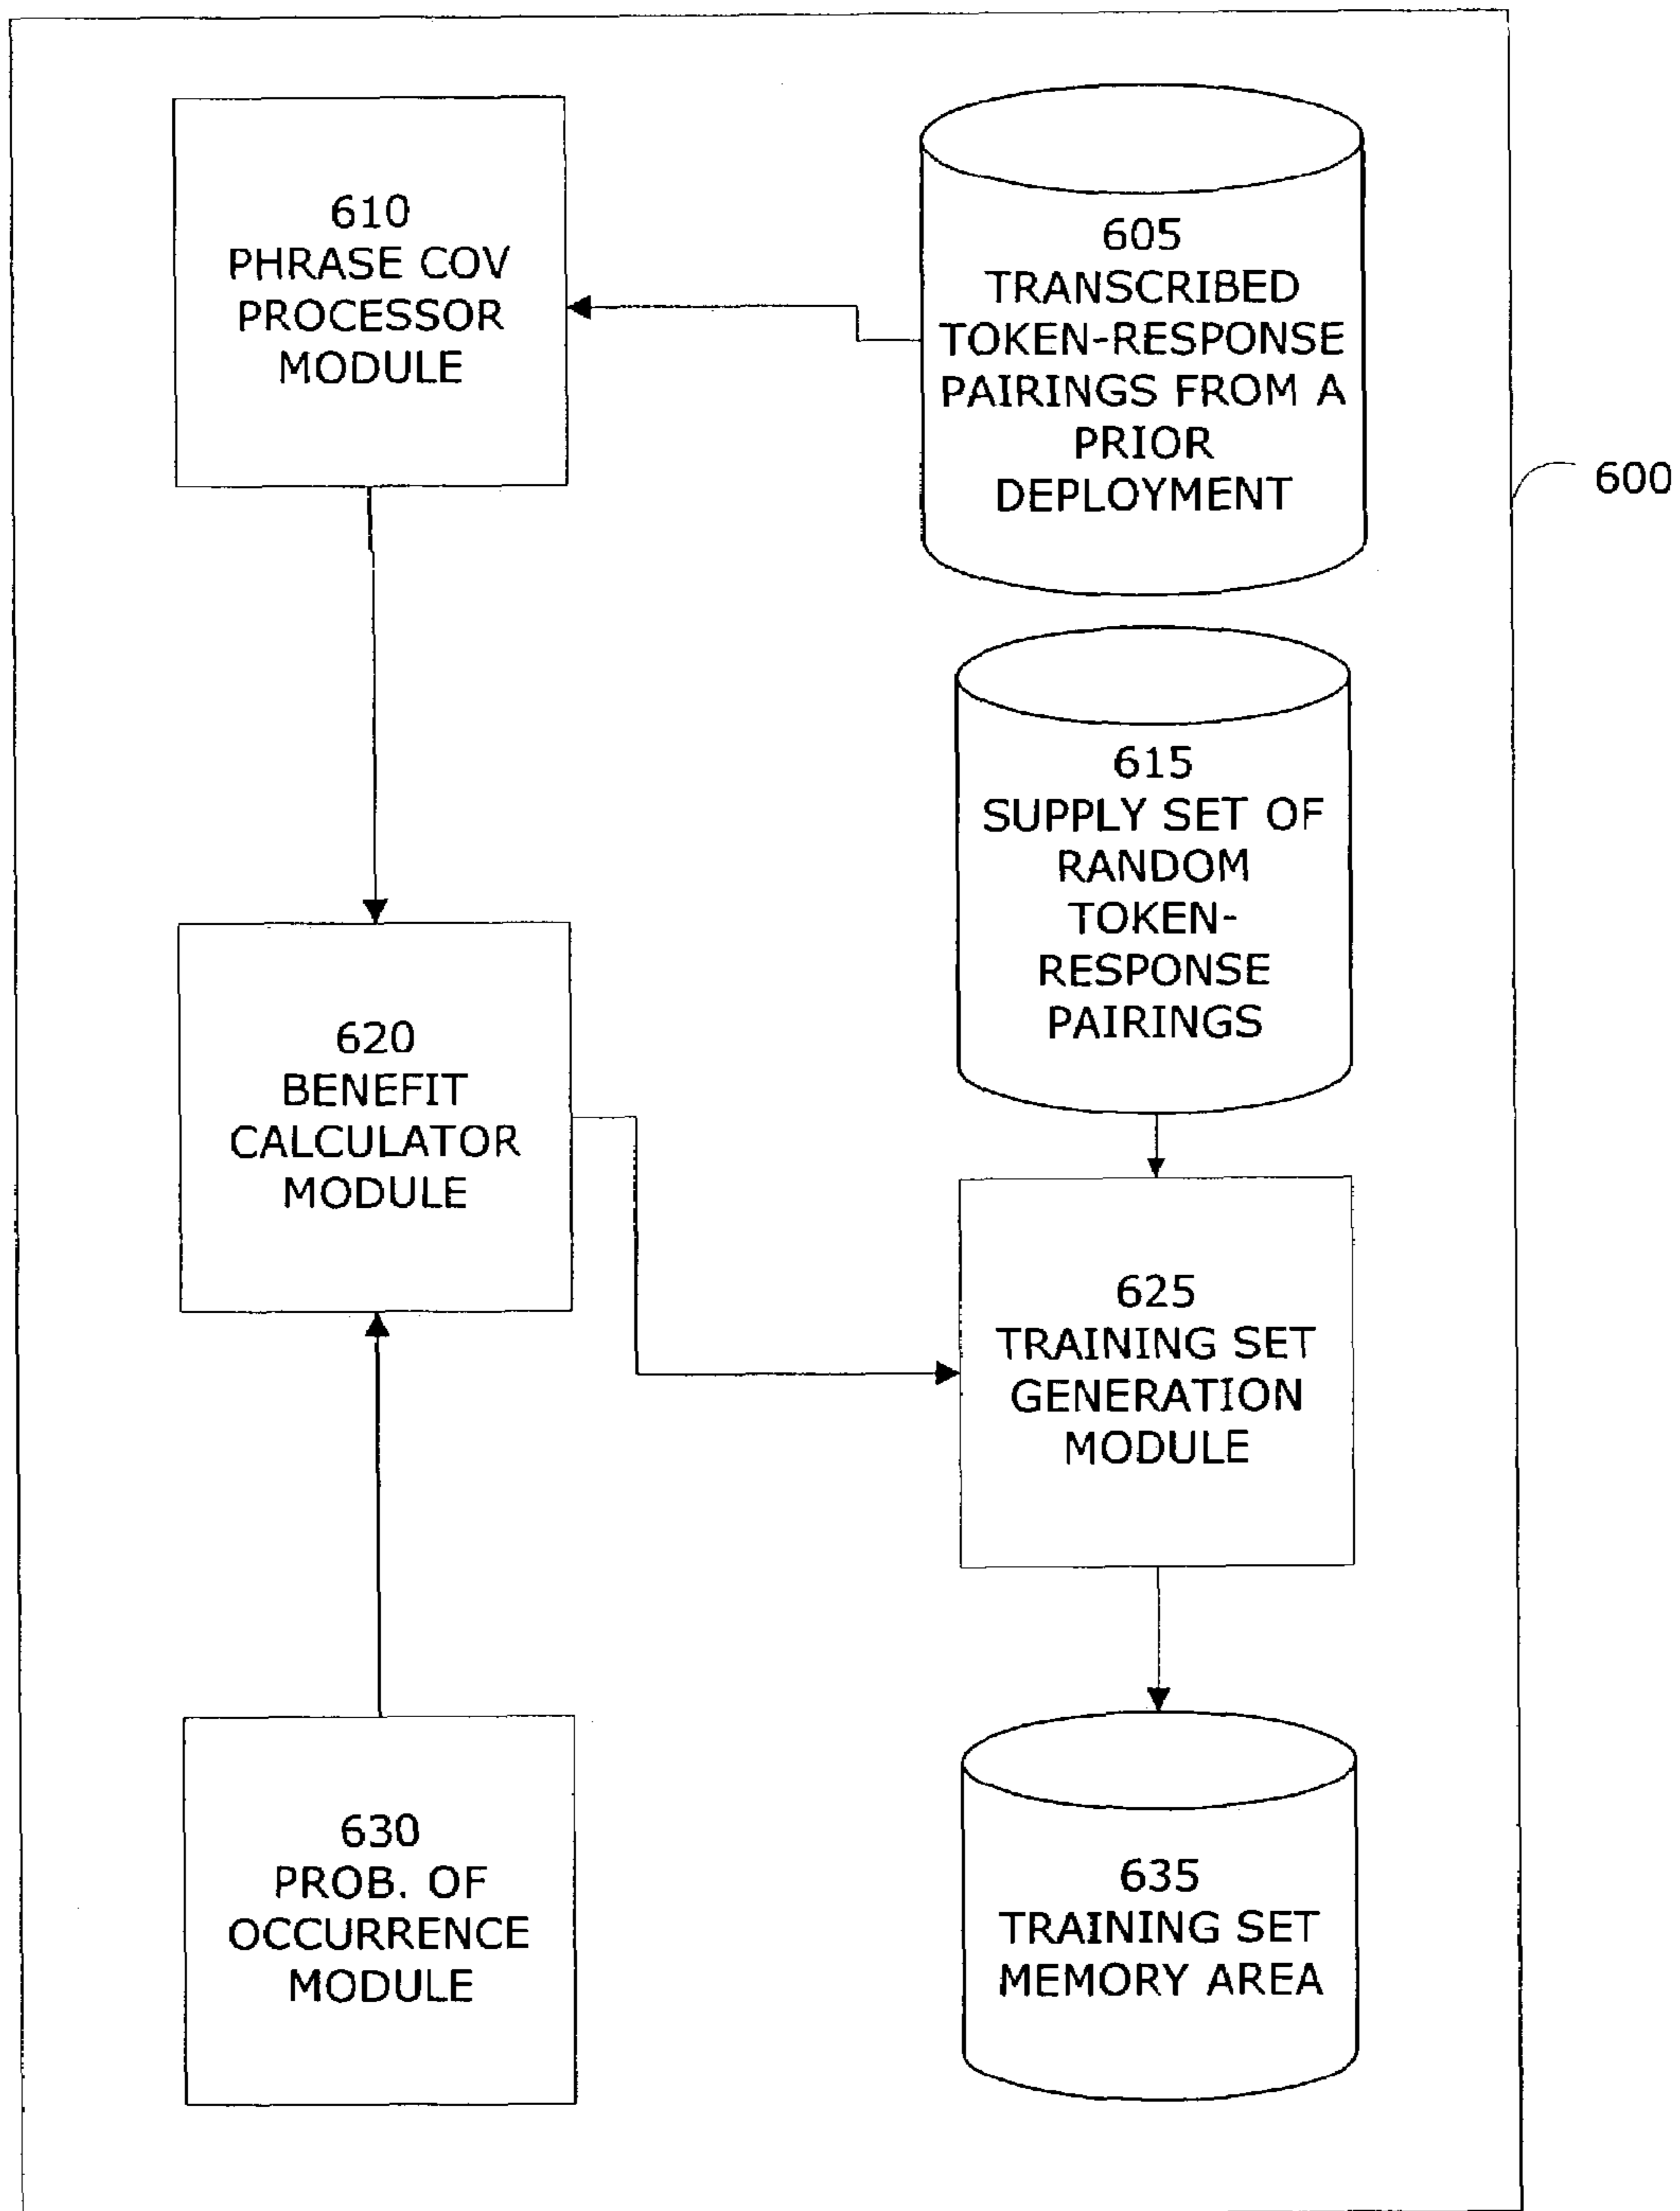 610
PHRASE COV
PROCESSOR
MODULE
605
TRANSCRIBED
TOKEN-RESPONSE
PAIRINGS FROM A
PRIOR
DEPLOYMENT
600
615
SUPPLY SET OF
RANDOM
TOKEN-
RESPONSE
PAIRINGS
620
BENEFIT
CALCULATOR
MODULE
625
TRAINING SET
GENERATION
MODULE
630
PROB. OF
OCCURRENCE
MODULE
635
TRAINING SET
MEMORY AREA